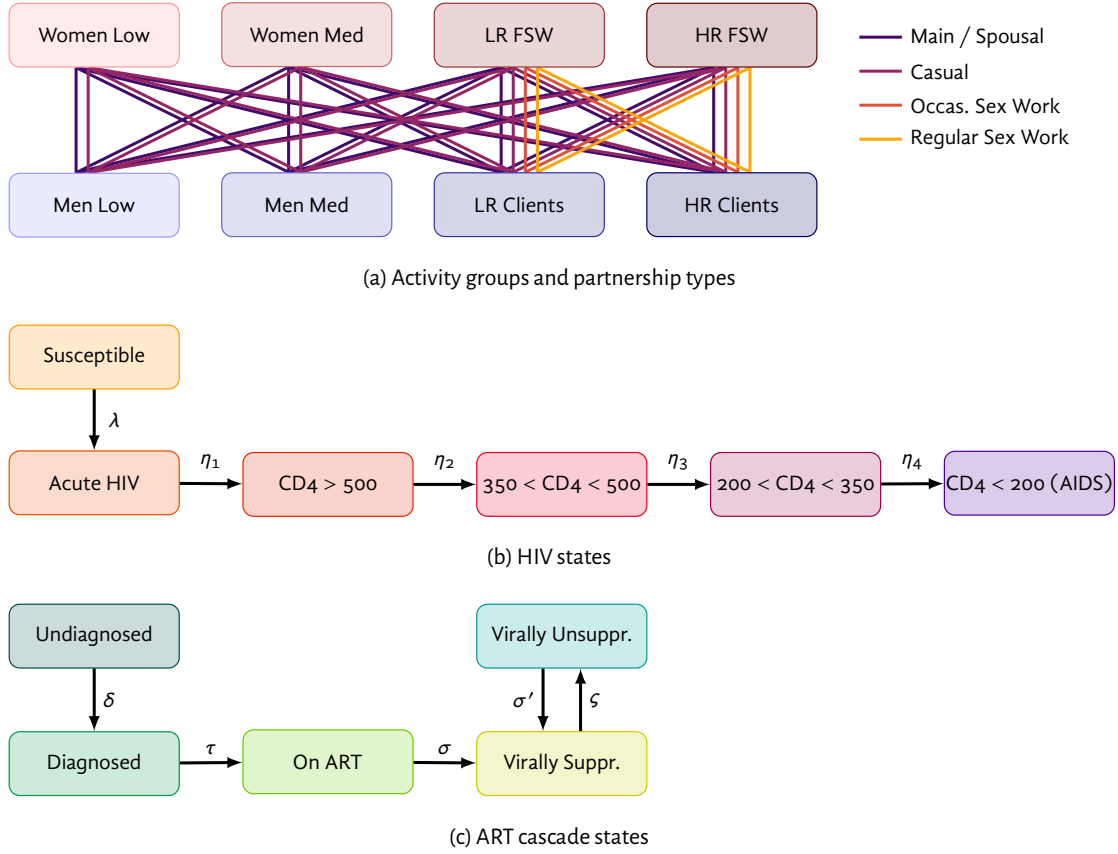 Women Low
Women Med
LR FSW
HR FSW
Main / Spousal
Casual
Occas. Sex Work
Regular Sex Work
Men Low
Men Med
LR Clients
HR Clients
(a) Activity groups and partnership types
Susceptible
λ
Acute HIV
η1
CD4 > 500
η2
350 < CD4 < 500
η3
200 < CD4 < 350
η4
CD4 < 200 (AIDS)
(b) HIV states
Undiagnosed
Virally Unsuppr.
δ
σ′
ς
Diagnosed
τ
On ART
σ
Virally Suppr.
(c) ART cascade states